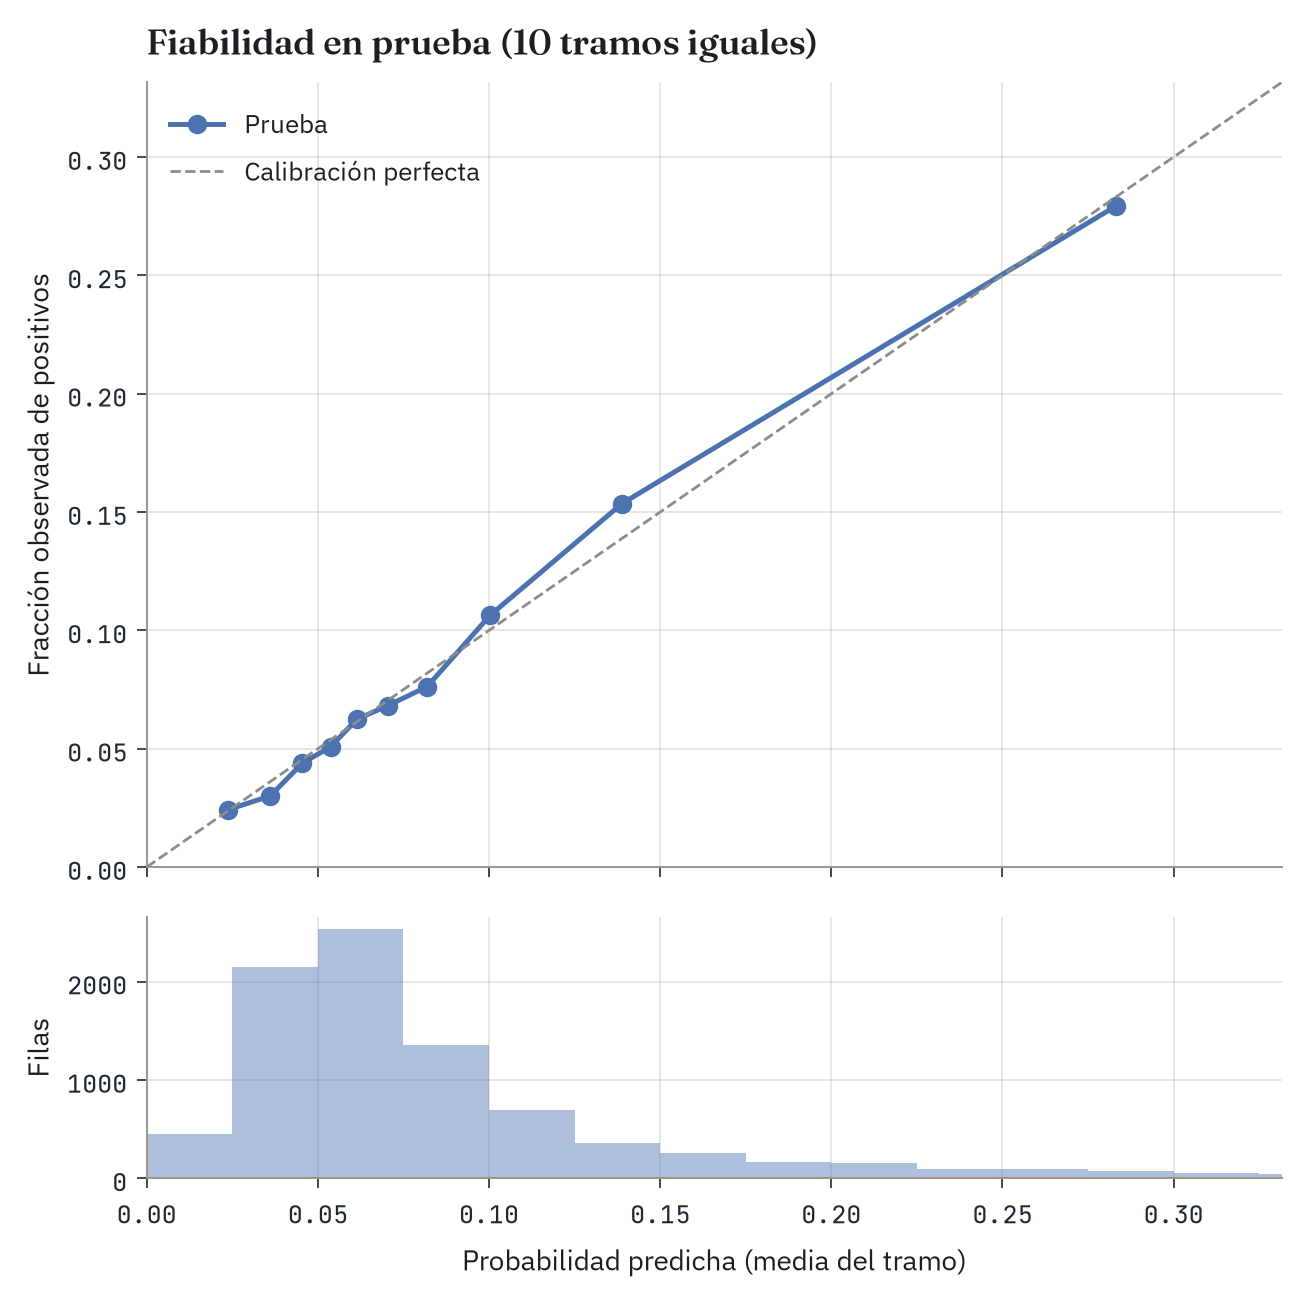 Fiabilidad en prueba (10 tramos iguales)
Prueba
Calibración perfecta
Fracción observada de positivos
0.30
0.25
0.20
0.15
0.10
0.05
0.00
Filas
2000
1000
0
0.00 0.05 0.10 0.15 0.20 0.25 0.30
Probabilidad predicha (media del tramo)